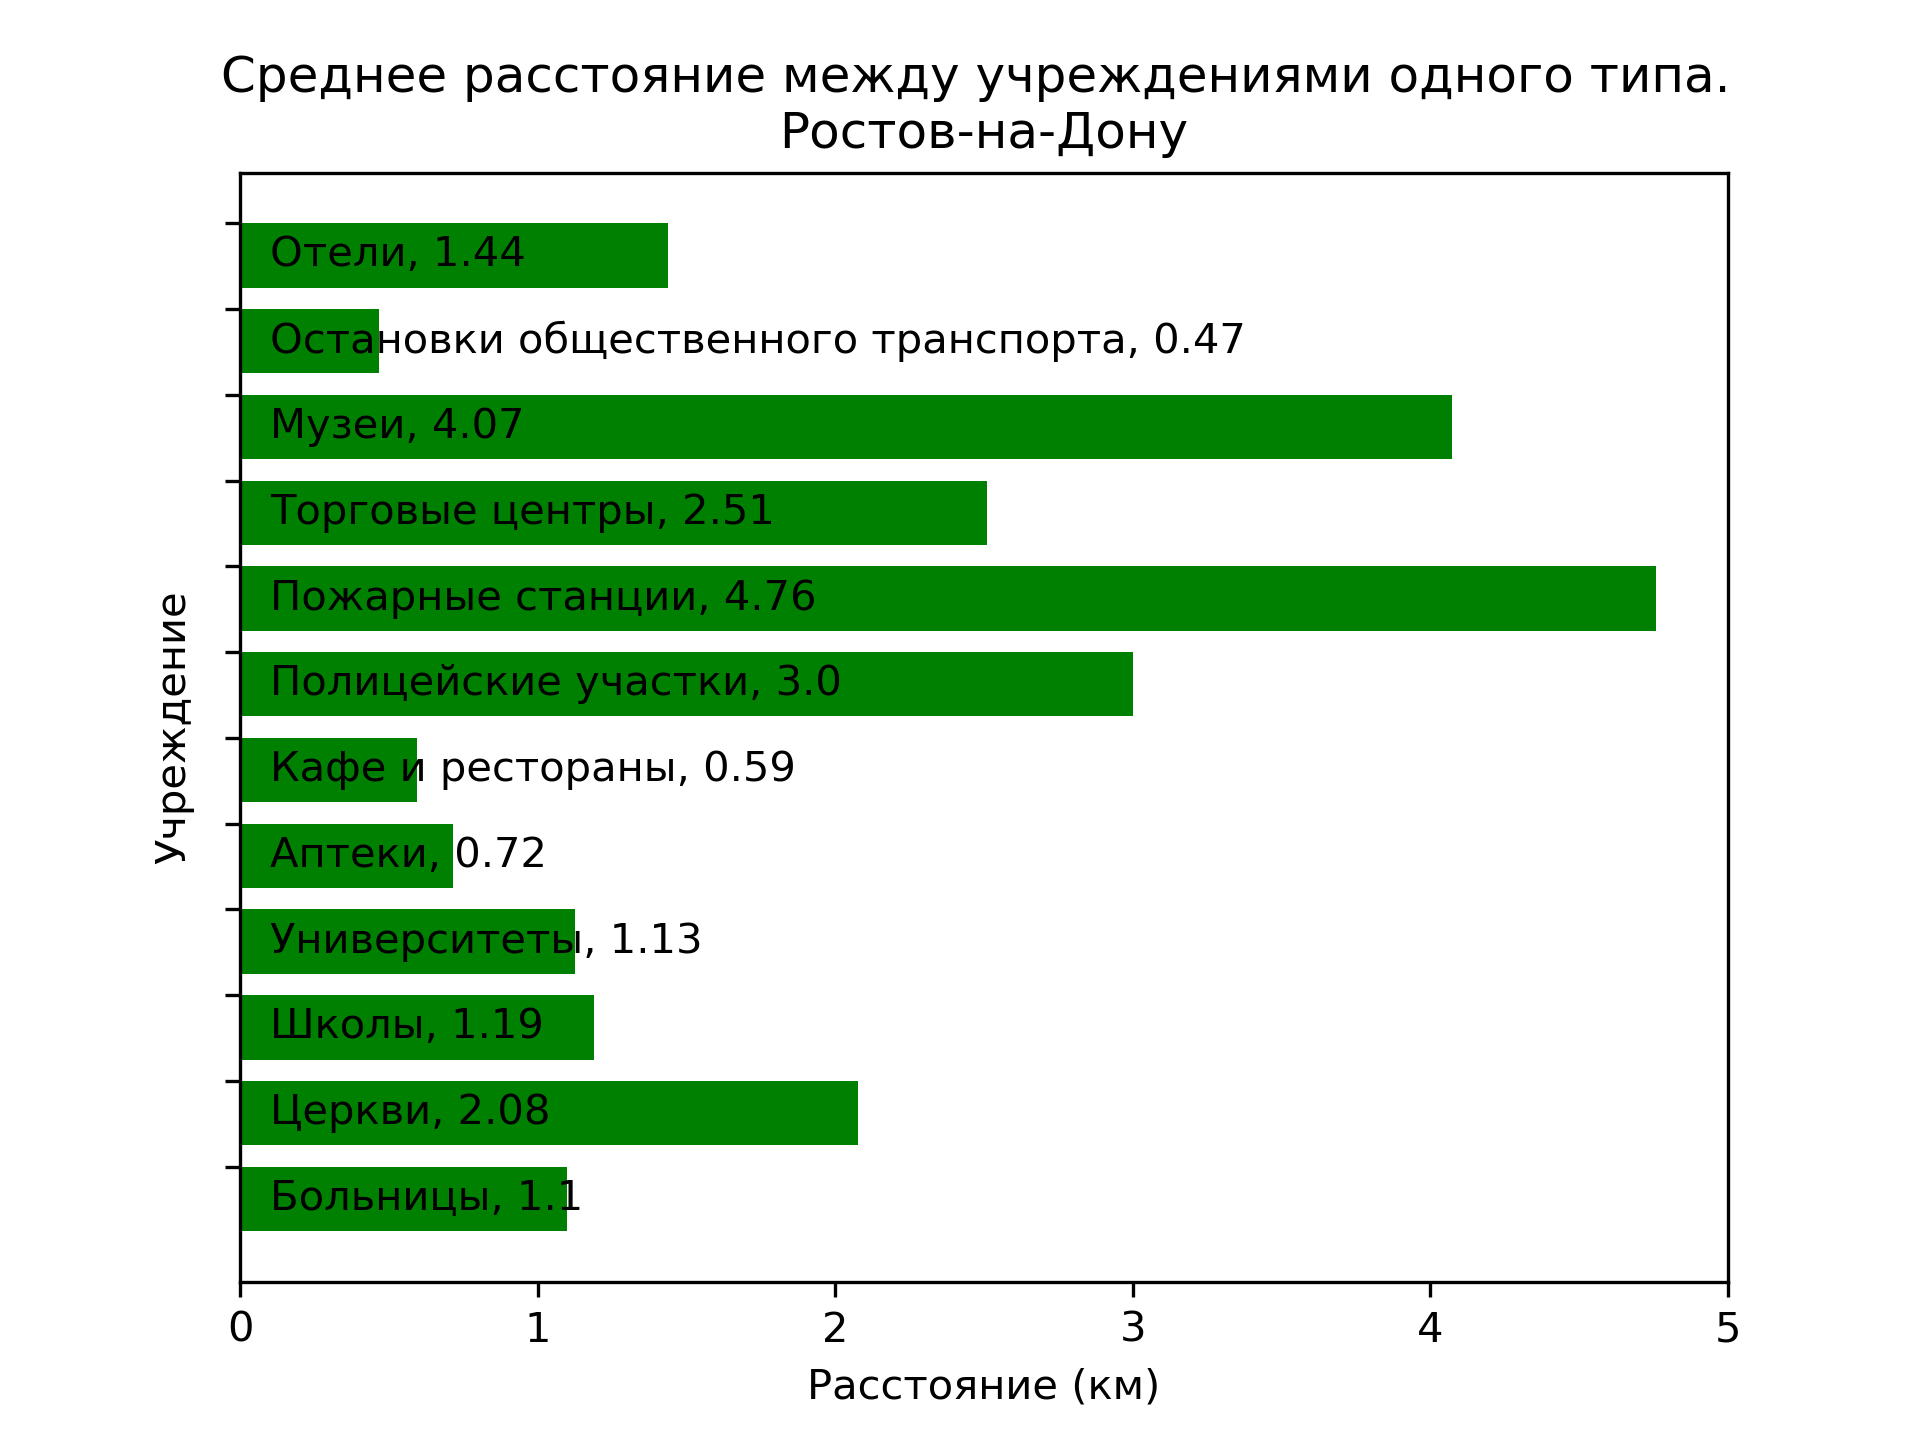 Среднее расстояние между учреждениями одного типа.
Ростов-на-Дону
Отели, 1.44
Остановки общественного транспорта, 0.47
Музеи, 4.07
Торговые центры, 2.51
Пожарные станции, 4.76
Полицейские участки, 3.0
Кафе и рестораны, 0.59
Аптеки, 0.72
Университеты, 1.13
Школы, 1.19
Церкви, 2.08
Больницы, 1.1
Учреждение
0 1 2 3 4 5
Расстояние (км)